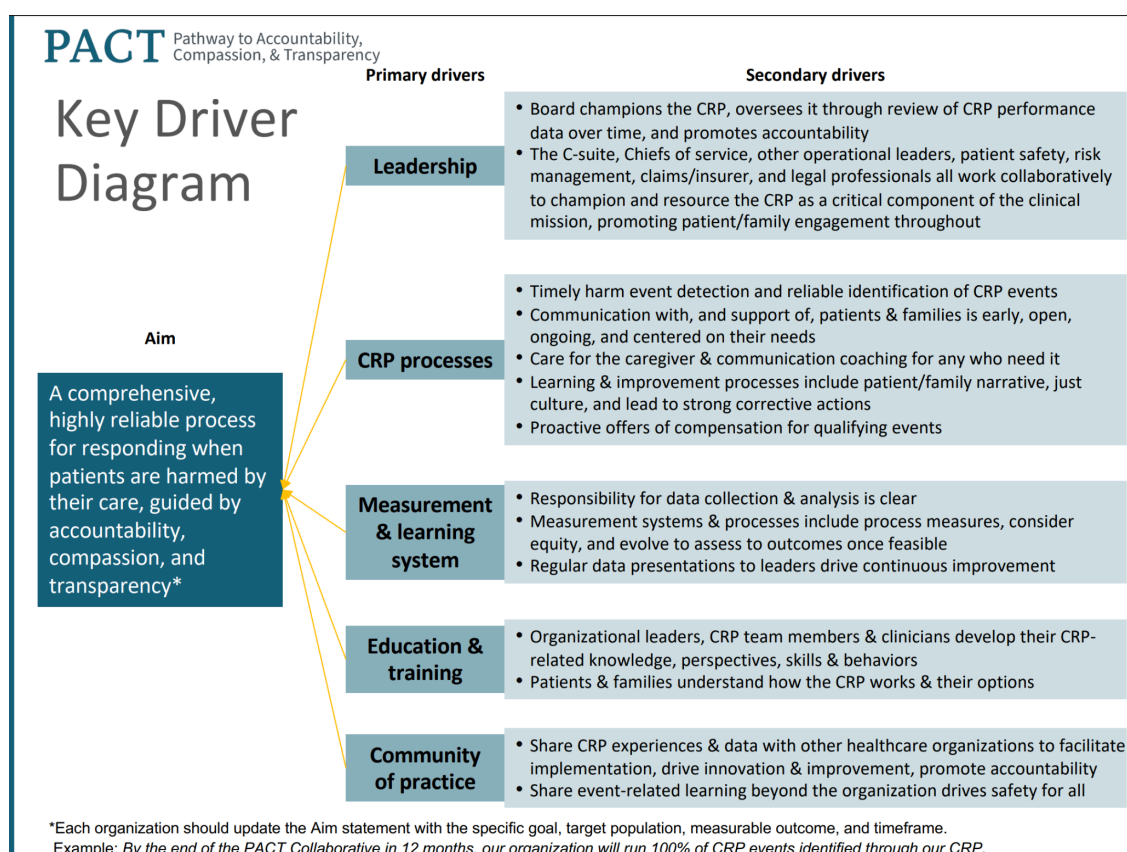 PACT Pathway to Accountability,
Compassion, & Transparency
Key Driver
Diagram
Primary drivers
Secondary drivers
Leadership
• Board champions the CRP, oversees it through review of CRP performance
data over time, and promotes accountability
• The C-suite, Chiefs of service, other operational leaders, patient safety, risk
management, claims/insurer, and legal professionals all work collaboratively
to champion and resource the CRP as a critical component of the clinical
mission, promoting patient/family engagement throughout
CRP processes
• Timely harm event detection and reliable identification of CRP events
• Communication with, and support of, patients & families is early, open,
ongoing, and centered on their needs
• Care for the caregiver & communication coaching for any who need it
• Learning & improvement processes include patient/family narrative, just
culture, and lead to strong corrective actions
• Proactive offers of compensation for qualifying events
Aim
A comprehensive,
highly reliable process
for responding when
patients are harmed by
their care, guided by
accountability,
compassion, and
transparency*
Measurement
& learning
system
• Responsibility for data collection & analysis is clear
• Measurement systems & processes include process measures, consider
equity, and evolve to assess to outcomes once feasible
• Regular data presentations to leaders drive continuous improvement
Education &
training
• Organizational leaders, CRP team members & clinicians develop their CRP-
related knowledge, perspectives, skills & behaviors
• Patients & families understand how the CRP works & their options
Community
of practice
• Share CRP experiences & data with other healthcare organizations to facilitate
implementation, drive innovation & improvement, promote accountability
• Share event-related learning beyond the organization drives safety for all
*Each organization should update the Aim statement with the specific goal, target population, measurable outcome, and timeframe.
Example: By the end of the PACT Collaborative in 12 months, our organization will run 100% of CRP events identified through our CRP..